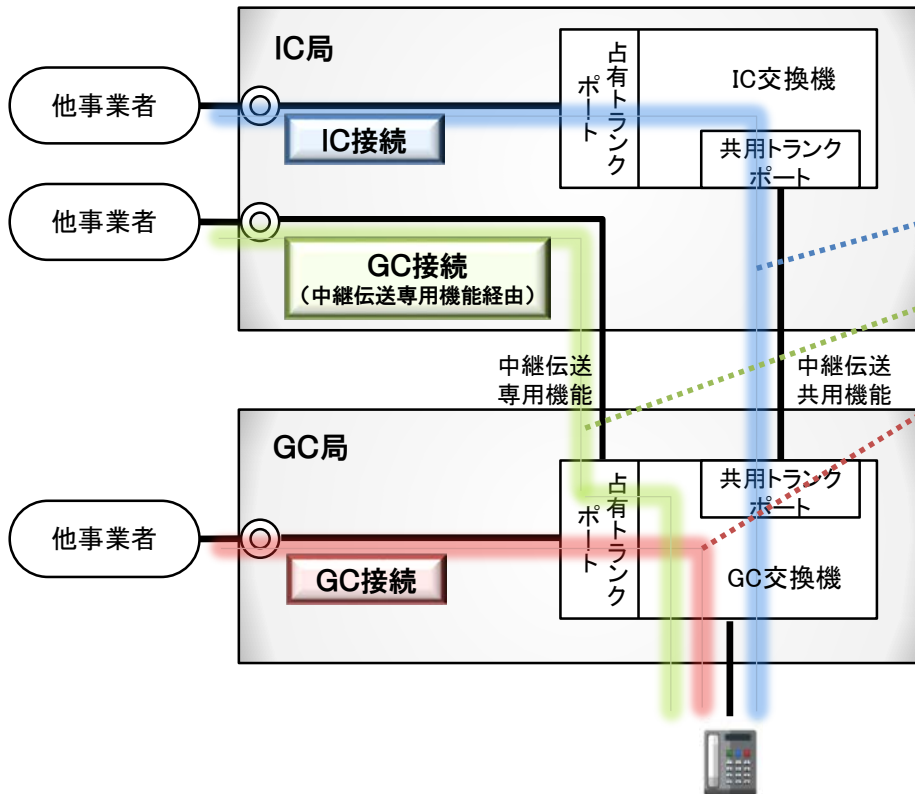 IC局
他事業者
占有トランク
ポート
IC交換機
IC接続
共用トランク
ポート
他事業者
GC接続
（中継伝送専用機能経由）
中継伝送
専用機能
中継伝送
共用機能
GC局
占有トランク
ポート
共用トランク
ポート
他事業者
GC接続
GC交換機